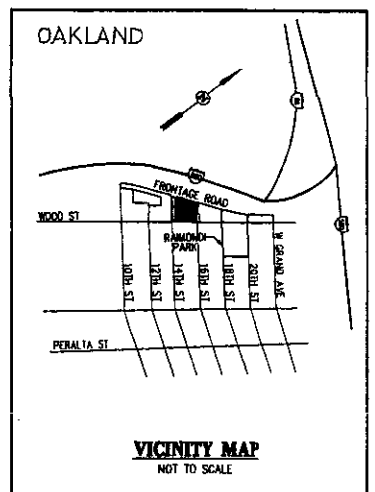 OAKLAND
FRONTAGE ROAD
WOOD ST
RAIMONDI
PARK
10TH ST
12TH ST
14TH ST
16TH ST
18TH ST
20TH ST
W GRAND AVE
PERALTA ST
VICINITY MAP
NOT TO SCALE